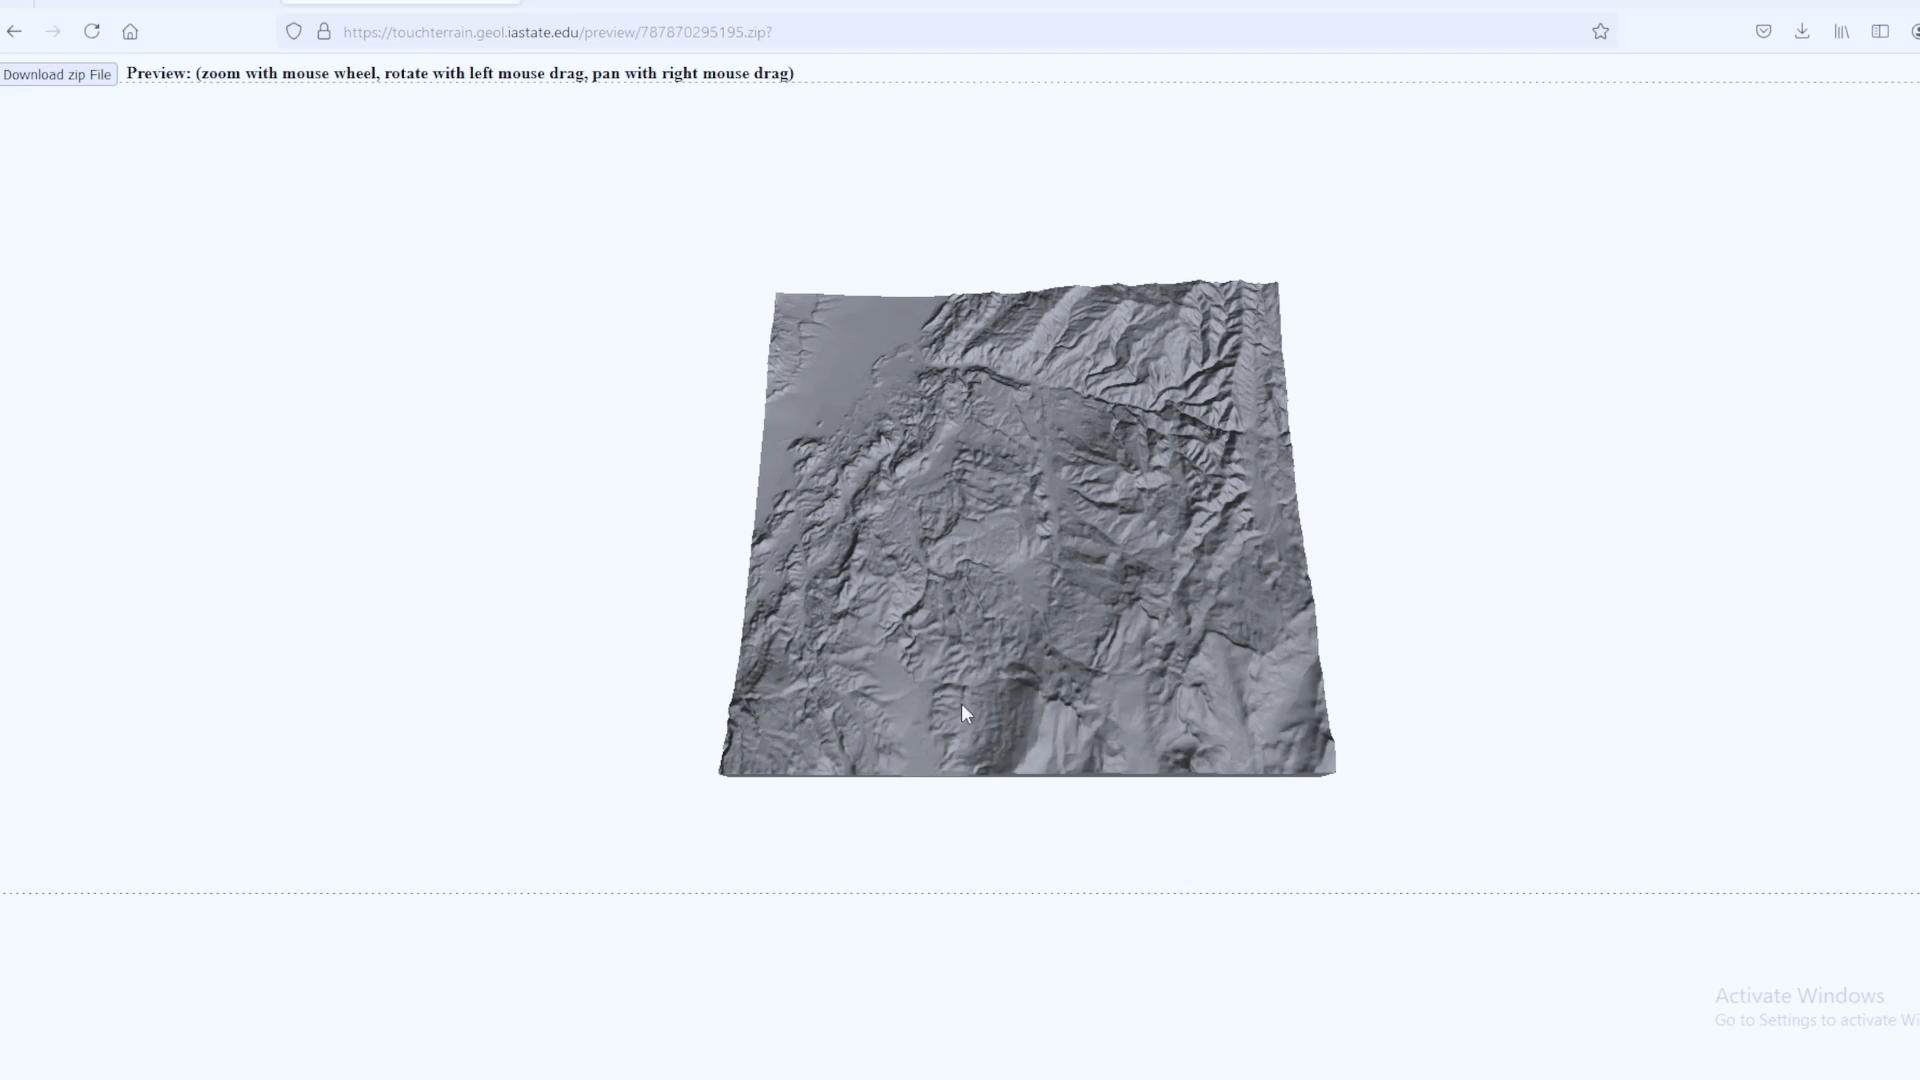 https://touchterrain.geol.iastate.edu/preview/787870295195.zip?
Download zip File
Preview: (zoom with mouse wheel, rotate with left mouse drag, pan with right mouse drag)
Activate Windows
Go to Settings to activate Wi